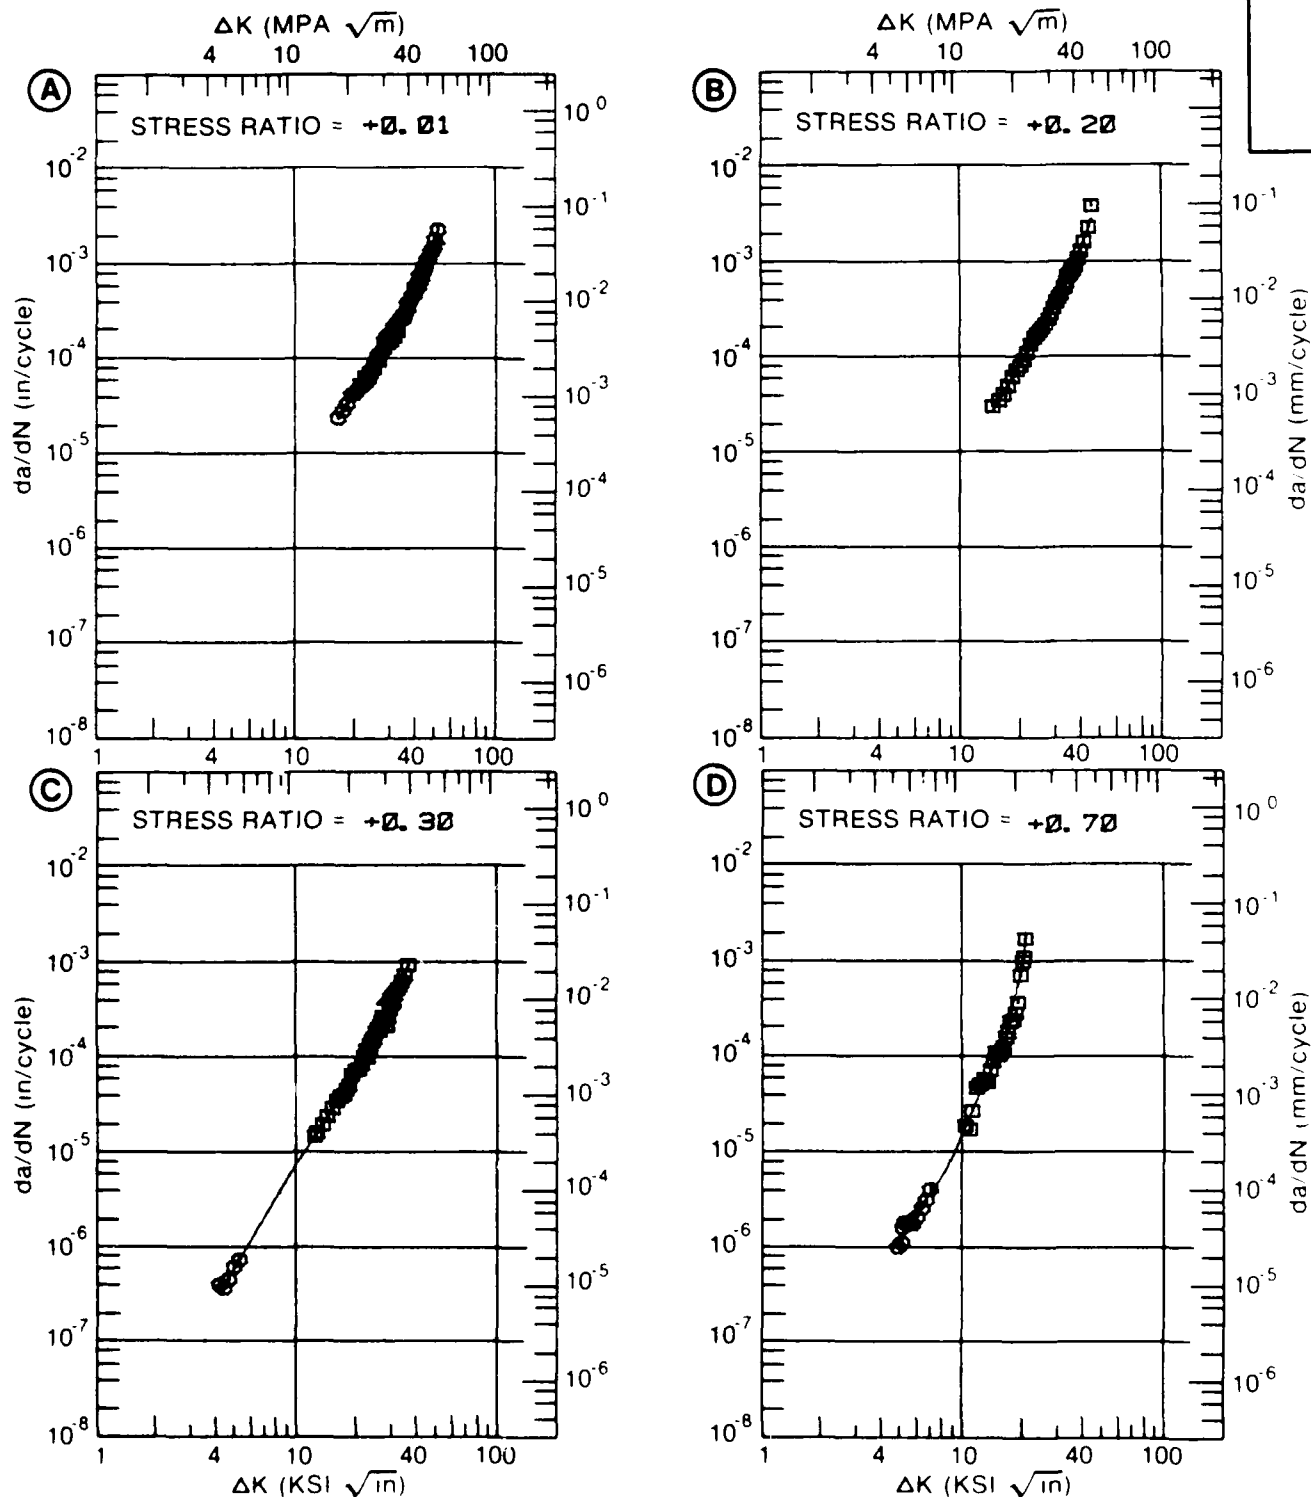 ΔK (MPA √m) ΔK (MPA √m)
4 10 40 100 4 10 40 100
A B
STRESS RATIO = +0.01 STRESS RATIO = +0.20
10^0
10^-2 10^-2
10^-1 10^-1
10^-3 10^-3
10^-2 10^-2
da/dN (in/cycle) da/dN (mm/cycle)
10^-4 10^-4
10^-3 10^-3
10^-5 10^-5
10^-4 10^-4
10^-6 10^-6
10^-5 10^-5
10^-7 10^-7
10^-6 10^-6
10^-8 10^-8
1 4 10 40 100 1 4 10 40 100
C D
STRESS RATIO = +0.30 STRESS RATIO = +0.70
10^0 10^0
10^-2 10^-2
10^-1 10^-1
10^-3 10^-3
10^-2 10^-2
da/dN (in/cycle) da/dN (mm/cycle)
10^-4 10^-4
10^-3 10^-3
10^-5 10^-5
10^-4 10^-4
10^-6 10^-6
10^-5 10^-5
10^-7 10^-7
10^-6 10^-6
10^-8 10^-8
1 4 10 40 100 1 4 10 40 100
ΔK (KSI √in) ΔK (KSI √in)